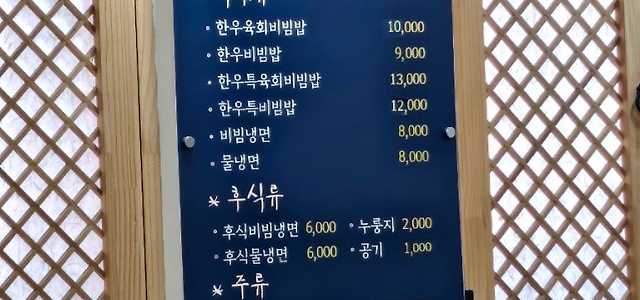 • 한우육회비빔밥 10,000
• 한우비빔밥 9,000
• 한우특육회비빔밥 13,000
• 한우특비빔밥 12,000
• 비빔냉면 8,000
• 물냉면 8,000
* 후식류
• 후식비빔냉면 6,000 • 누룽지 2,000
• 후식물냉면 6,000 • 공기 1,000
* 주류